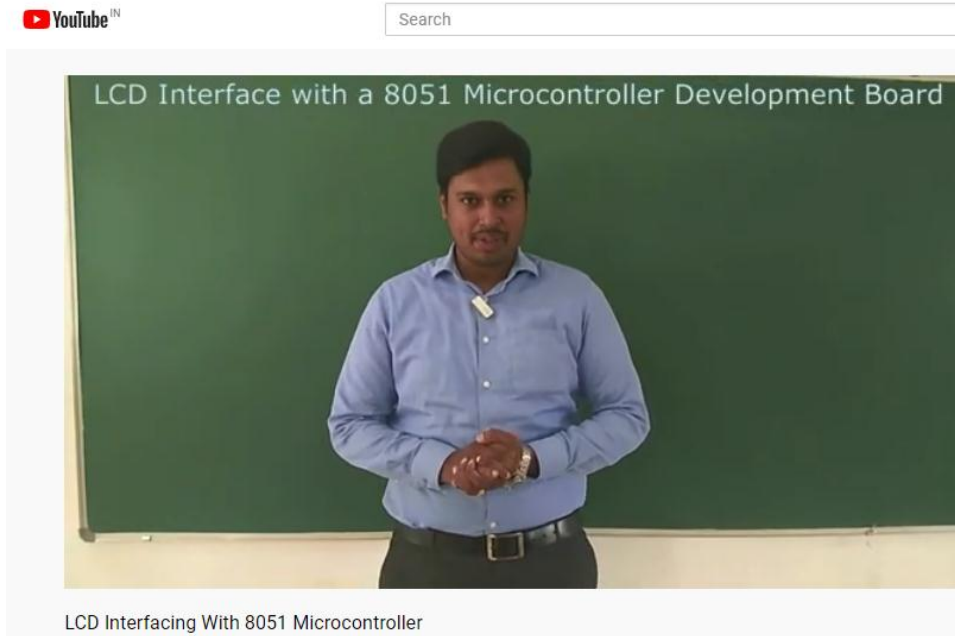 YouTube IN
Search
LCD Interface with a 8051 Microcontroller Development Board
LCD Interfacing With 8051 Microcontroller